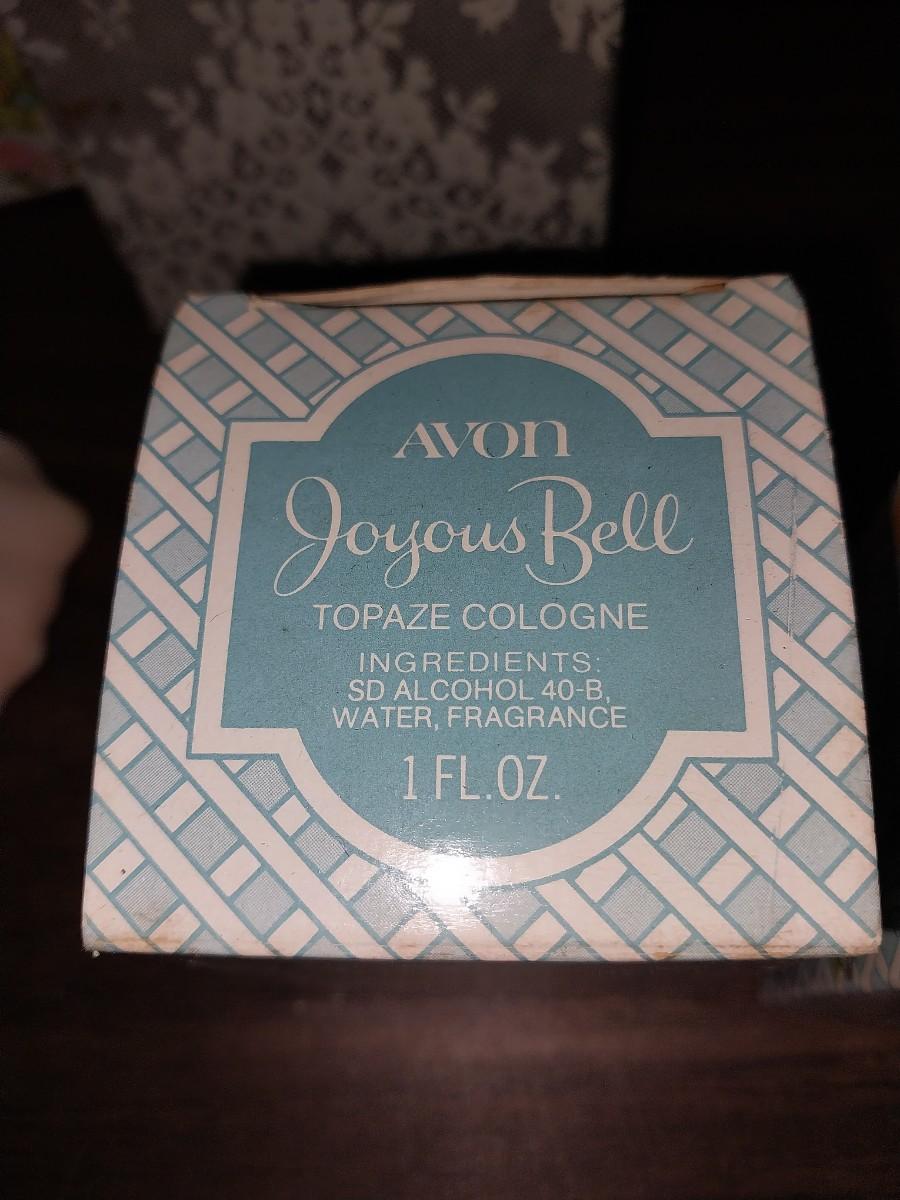 AVON
Joyous Bell
TOPAZE COLOGNE
INGREDIENTS:
SD ALCOHOL 40-B,
WATER, FRAGRANCE
1 FL.OZ.